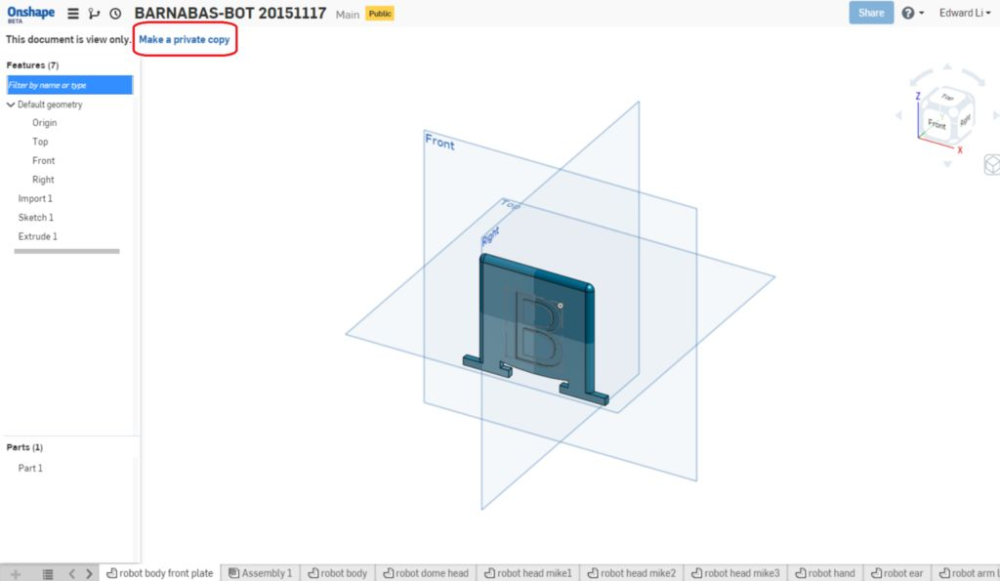 Onshape BETA BARNABAS-BOT 20151117 Main Public Share Edward Li
This document is view only. Make a private copy
Features (7)
Filter by name or type
Default geometry
Origin
Top
Front
Right
Import 1
Sketch 1
Extrude 1
Front
Top
Right
B
Z
Top
Front
Right
X
Parts (1)
Part 1
robot body front plate Assembly 1 robot body robot dome head robot head mike1 robot head mike2 robot head mike3 robot hand robot ear robot arm